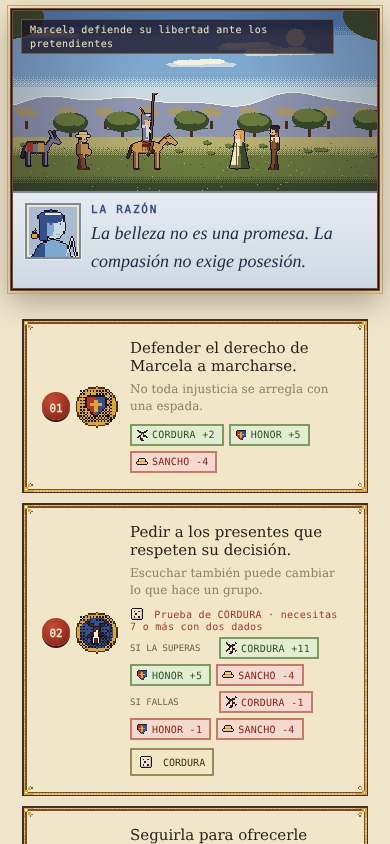 Marcela defiende su libertad ante los
pretendientes
LA RAZÓN
La belleza no es una promesa. La
compasión no exige posesión.
01
Defender el derecho de
Marcela a marcharse.
No toda injusticia se arregla con
una espada.
CORDURA +2
HONOR +5
SANCHO -4
02
Pedir a los presentes que
respeten su decisión.
Escuchar también puede cambiar
lo que hace un grupo.
Prueba de CORDURA · necesitas
7 o más con dos dados
SI LA SUPERAS
CORDURA +11
HONOR +5
SANCHO -4
SI FALLAS
CORDURA -1
HONOR -1
SANCHO -4
CORDURA
Seguirla para ofrecerle